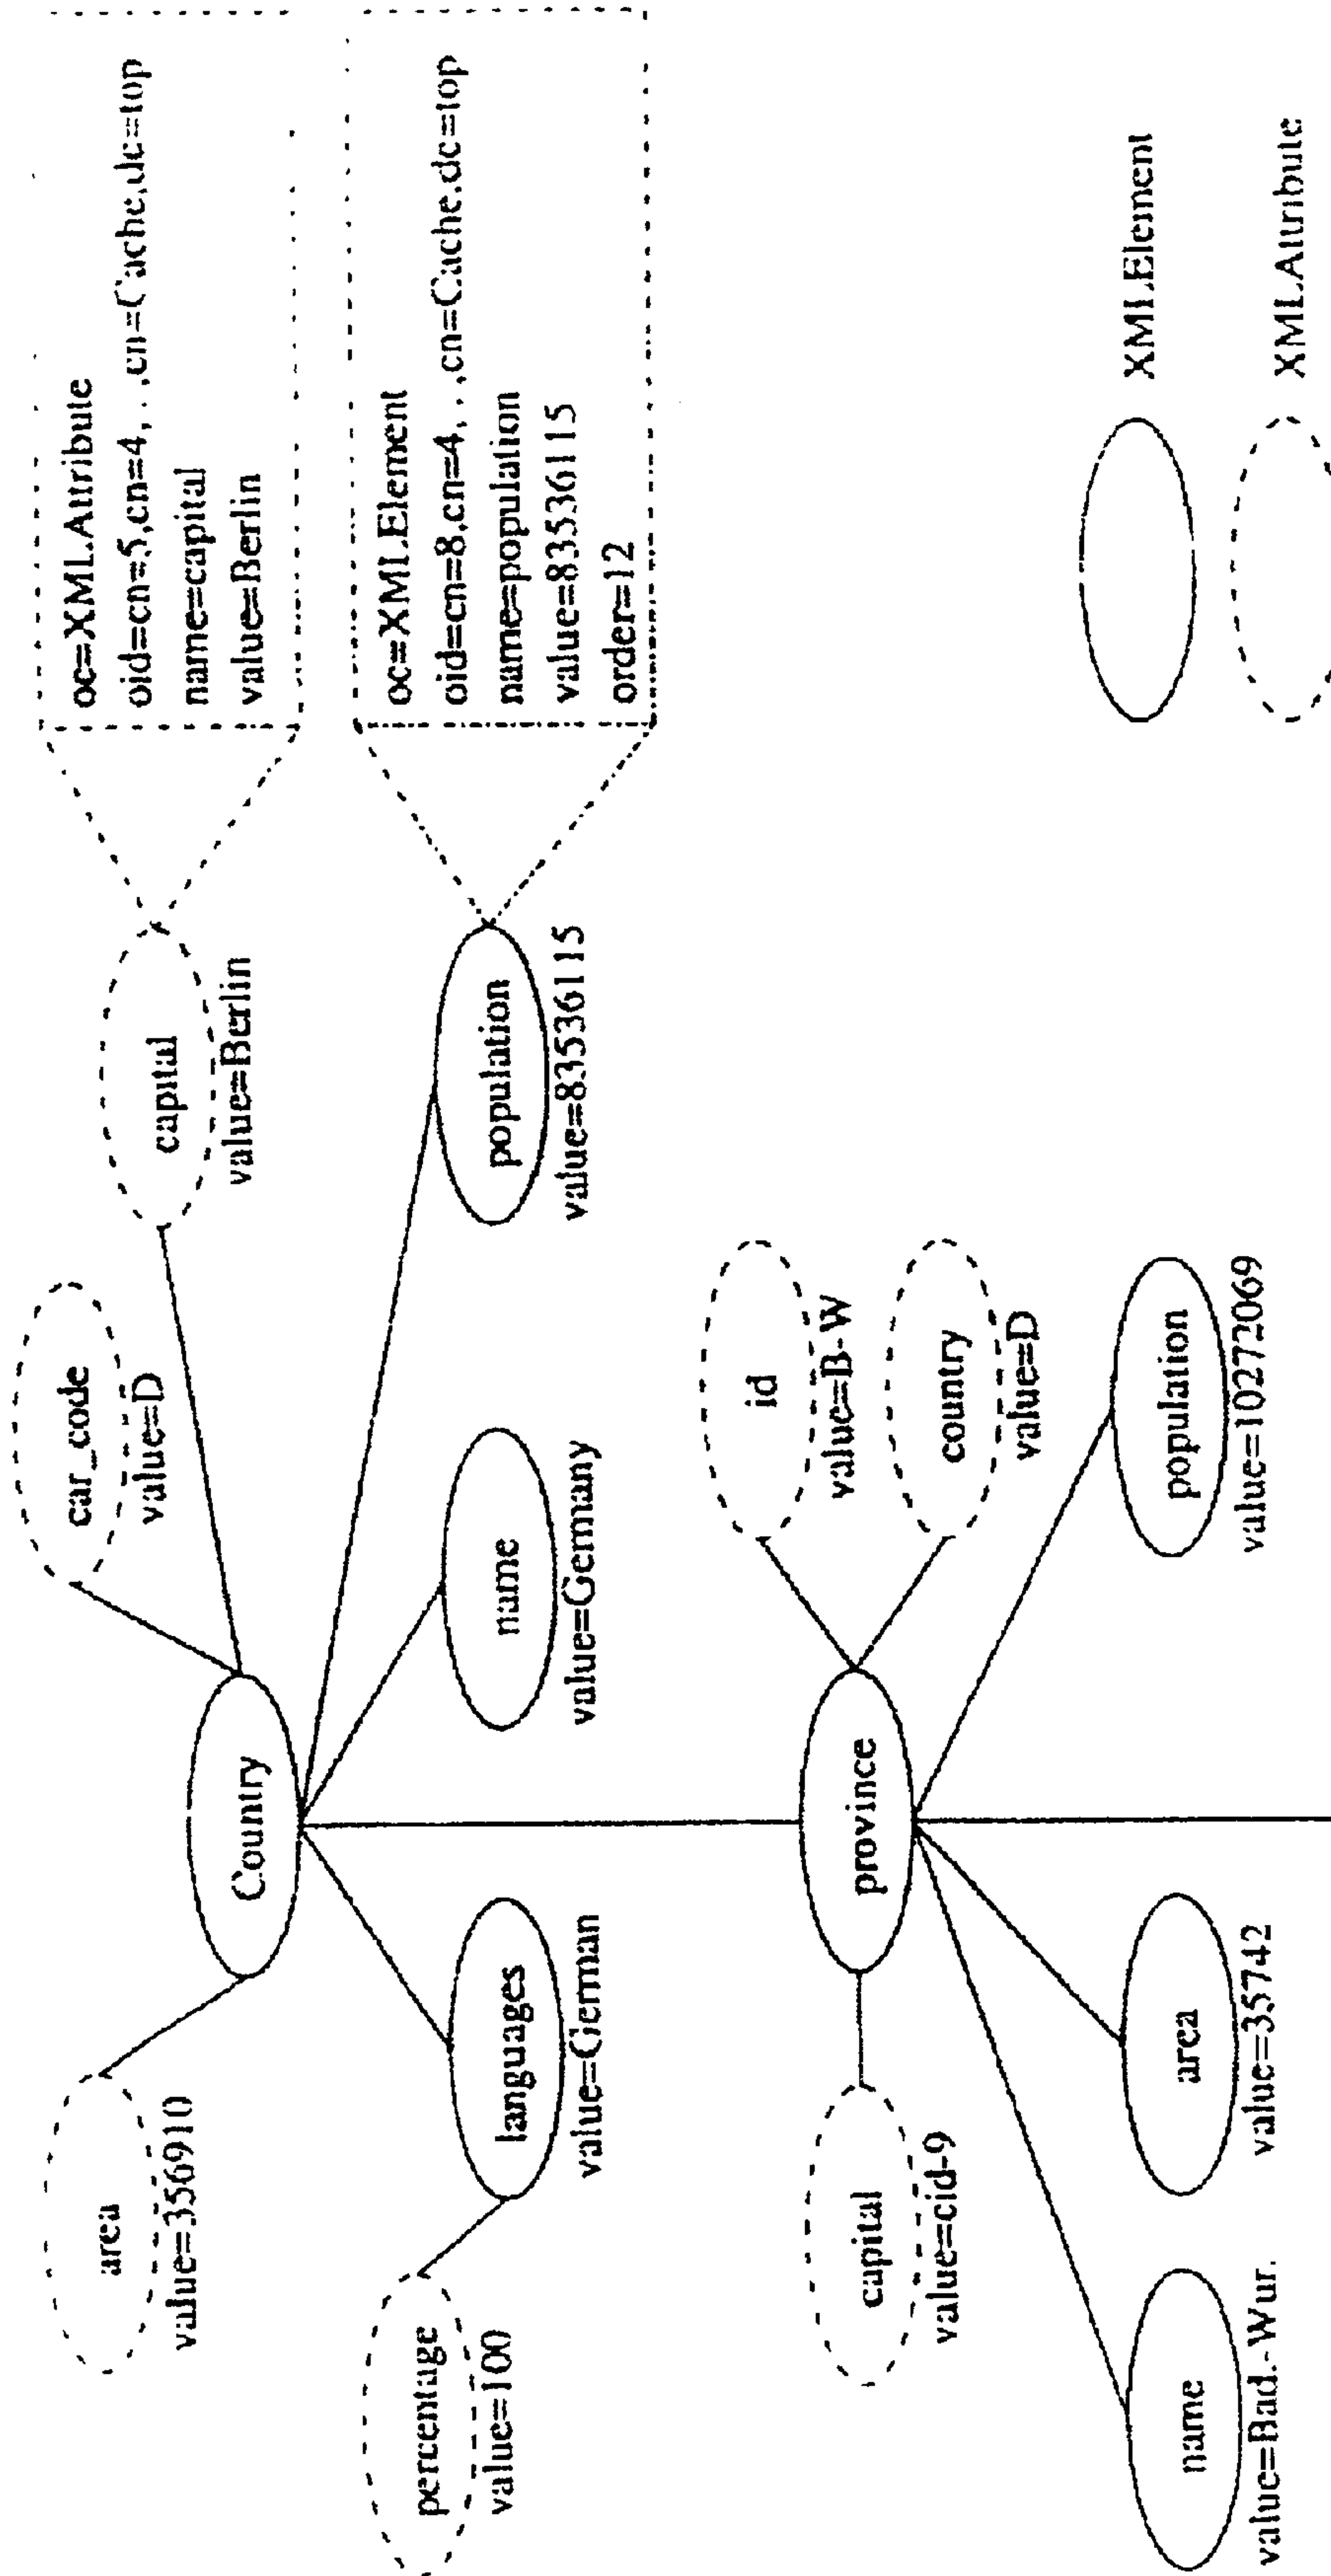 area
value=356910
car_code
value=D
capital
value=Berlin
oc=XMLAttribute
oid=cn=5,cn=4,..,cn=Cache,dc=top
name=capital
value=Berlin
Country
percentage
value=100
languages
value=German
name
value=Germany
population
value=83536115
oc=XMLElement
oid=cn=8,cn=4,..,cn=Cache,dc=top
name=population
value=83536115
order=12
capital
value=cid-9
province
id
value=B-W
country
value=D
name
value=Bad.-Wur.
area
value=35742
population
value=10272069
XMLElement
XMLAttribute